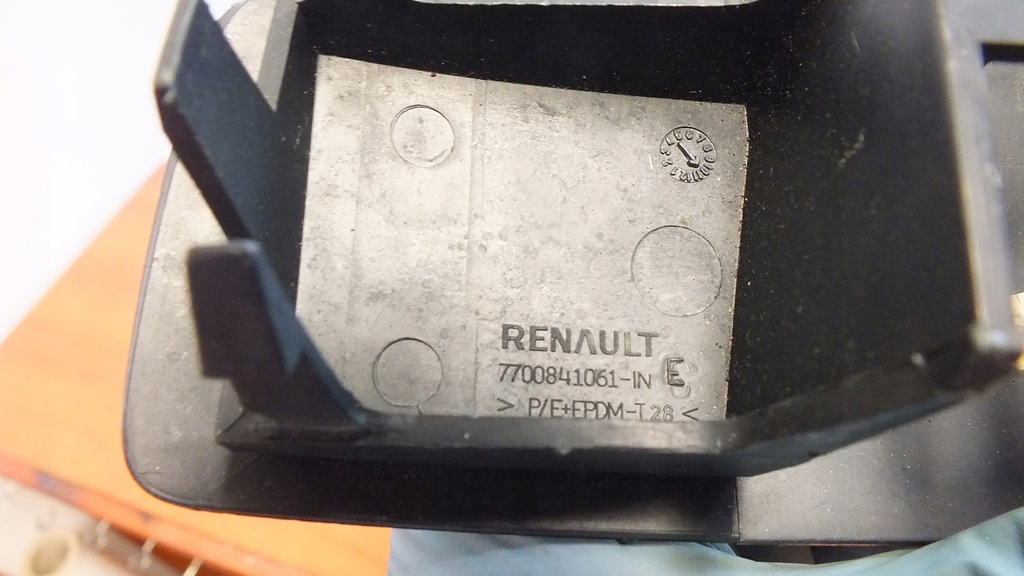 RENAULT
7700841061-IN E
> P/E+EPDM-T28 <